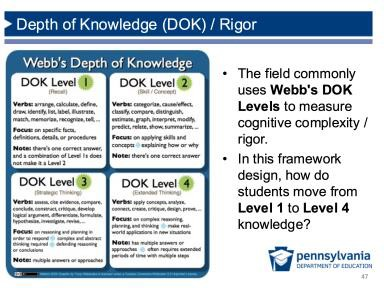 Depth of Knowledge (DOK) / Rigor
Webb's Depth of Knowledge
DOK Level 1
(Recall)
Verbs: arrange, calculate, define,
draw, identify, list, label, illustrate,
match, memorize, recognize, tell, ...
Focus: on specific facts,
definitions, details, or procedures
Note: there's one correct answer,
and a combination of Level 1s does
not make it a Level 2
DOK Level 2
(Skill / Concept)
Verbs: categorize, cause/effect,
classify, compare, distinguish,
estimate, graph, interpret, modify,
predict, relate, show, summarize, ...
Focus: on applying skills and
concepts explaining how or why
Note: there's one correct answer
DOK Level 3
(Strategic Thinking)
Verbs: assess, cite evidence, compare,
conclude, construct, critique, develop
logical argument, differentiate, formulate,
hypothesize, investigate, revise, ...
Focus: on reasoning and planning in
order to respond complex and abstract
thinking required defending reasoning
or conclusions
Note: multiple answers or approaches
DOK Level 4
(Extended Thinking)
Verbs: apply concepts, analyze,
connect, create, critique, design, prove, ...
Focus: on complex reasoning,
planning, and thinking make real-
world applications in new situations
Note: has multiple answers or
approaches often requires extended
periods of time with multiple steps
• The field commonly
uses Webb's DOK
Levels to measure
cognitive complexity /
rigor.
• In this framework
design, how do
students move from
Level 1 to Level 4
knowledge?
pennsylvania
DEPARTMENT OF EDUCATION
47